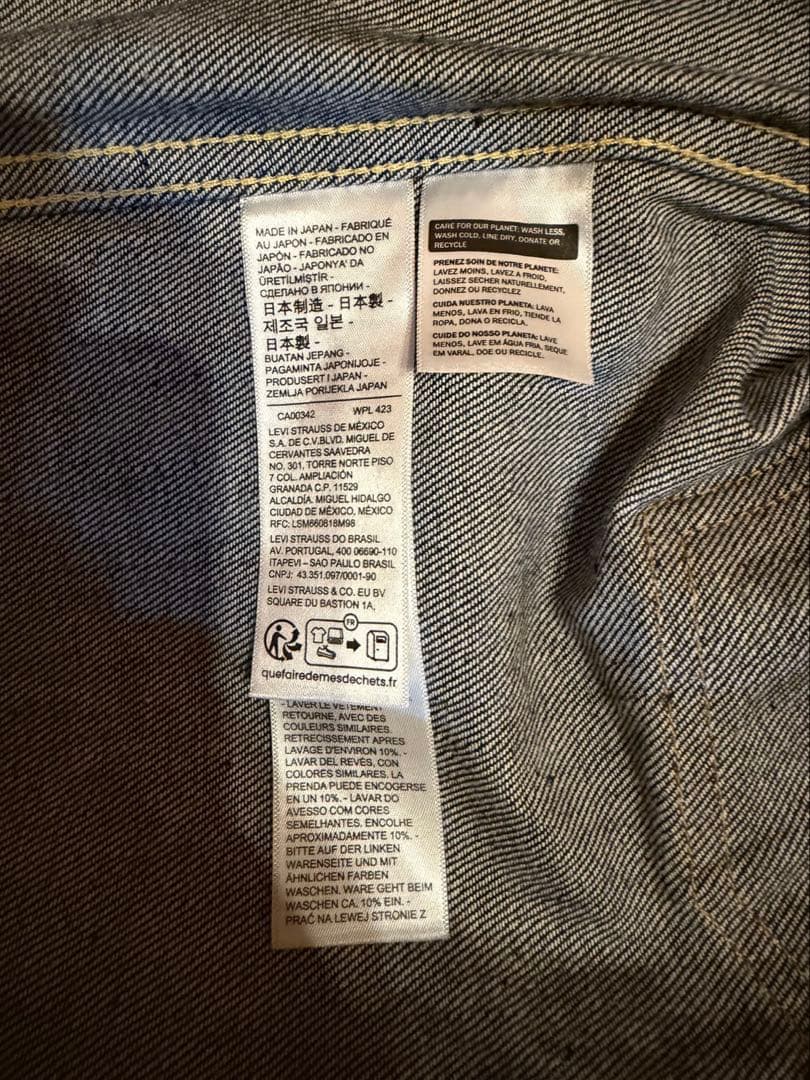 MADE IN JAPAN - FABRIQUÉ
AU JAPON - FABRICADO EN
JAPÓN - FABRICADO NO
JAPÃO - JAPONYA' DA
ÜRETİLMİŞTİR -
СДЕЛАНО В ЯПОНИИ -
日本制造 - 日本製 -
제조국 일본 -
日本製 -
BUATAN JEPANG -
PAGAMINTA JAPONIJOJE -
PRODUSERT I JAPAN -
ZEMLJA PORIJEKLA JAPAN
CA00342 WPL 423
LEVI STRAUSS DE MÉXICO
S.A. DE C.V.BLVD. MIGUEL DE
CERVANTES SAAVEDRA
NO. 301, TORRE NORTE PISO
7 COL. AMPLIACIÓN
GRANADA C.P. 11529
ALCALDÍA. MIGUEL HIDALGO
CIUDAD DE MÉXICO, MÉXICO
RFC: LSM860818M98
LEVI STRAUSS DO BRASIL
AV. PORTUGAL, 400 06690-110
ITAPEVI – SAO PAULO BRASIL
CNPJ: 43.351.097/0001-90
LEVI STRAUSS & CO. EU BV
SQUARE DU BASTION 1A,
FR
quefairedemesdechets.fr
- LAVER LE VETEMENT
RETOURNE, AVEC DES
COULEURS SIMILAIRES.
RETRECISSEMENT APRES
LAVAGE D'ENVIRON 10%. -
LAVAR DEL REVÉS, CON
COLORES SIMILARES. LA
PRENDA PUEDE ENCOGERSE
EN UN 10%. - LAVAR DO
AVESSO COM CORES
SEMELHANTES. ENCOLHE
APROXIMADAMENTE 10%. -
BITTE AUF DER LINKEN
WARENSEITE UND MIT
ÄHNLICHEN FARBEN
WASCHEN. WARE GEHT BEIM
WASCHEN CA. 10% EIN. -
PRAĆ NA LEWEJ STRONIE Z
CARE FOR OUR PLANET: WASH LESS,
WASH COLD, LINE DRY, DONATE OR
RECYCLE
PRENEZ SOIN DE NOTRE PLANETE:
LAVEZ MOINS, LAVEZ A FROID,
LAISSEZ SECHER NATURELLEMENT,
DONNEZ OU RECYCLEZ
CUIDA NUESTRO PLANETA: LAVA
MENOS, LAVA EN FRIO, TIENDE LA
ROPA, DONA O RECICLA.
CUIDE DO NOSSO PLANETA: LAVE
MENOS, LAVE EM ÁGUA FRIA, SEQUE
EM VARAL, DOE OU RECICLE.